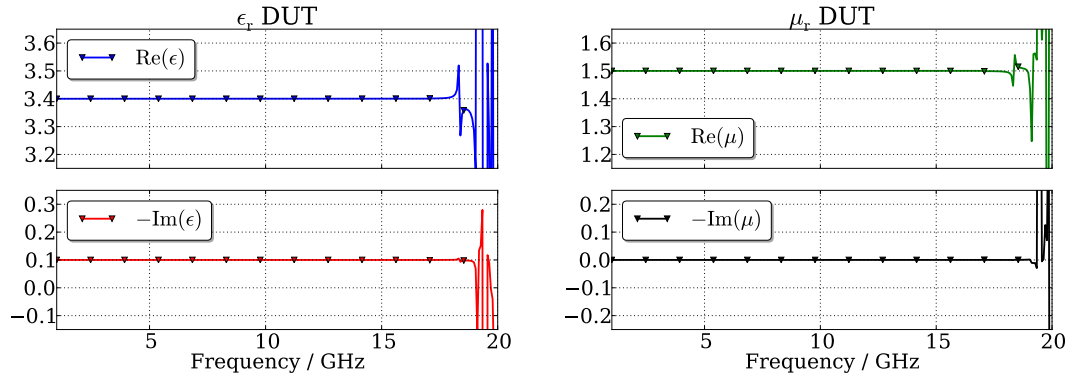 ϵr DUT
3.6
3.5
3.4
3.3
3.2
Re(ϵ)
0.3
0.2
0.1
0.0
−0.1
−Im(ϵ)
5 10 15 20
Frequency / GHz
μr DUT
1.6
1.5
1.4
1.3
1.2
Re(μ)
0.2
0.1
0.0
−0.1
−0.2
−Im(μ)
5 10 15 20
Frequency / GHz